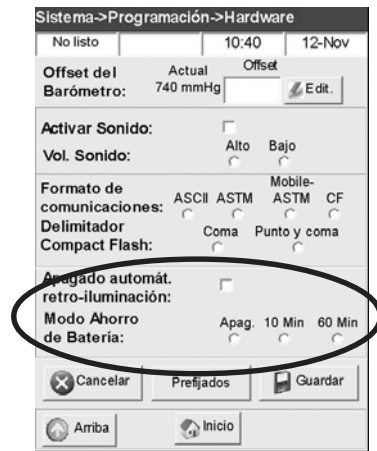 Sistema->Programación->Hardware
No listo 10:40 12-Nov
Offset del Actual Offset
Barómetro: 740 mmHg Edit.
Activar Sonido:
Vol. Sonido: Alto Bajo
Formato de Mobile-
comunicaciones: ASCII ASTM ASTM CF
Delimitador
Compact Flash: Coma Punto y coma
Apagado automát.
retro-iluminación:
Modo Ahorro
de Batería: Apag. 10 Min 60 Min
Cancelar Prefijados Guardar
Arriba Inicio